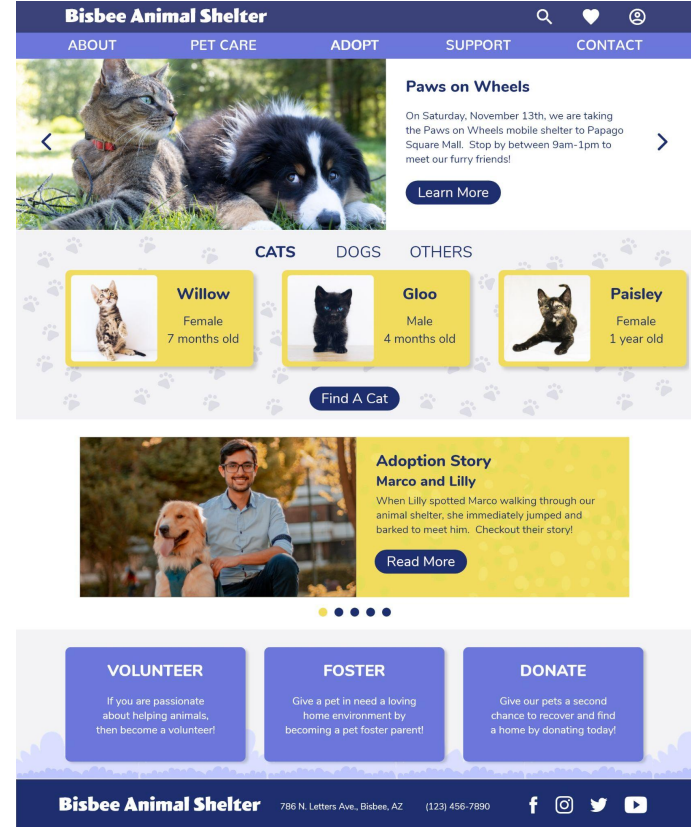 Bisbee Animal Shelter
ABOUT PET CARE ADOPT SUPPORT CONTACT
Paws on Wheels
On Saturday, November 13th, we are taking
the Paws on Wheels mobile shelter to Papago
Square Mall. Stop by between 9am-1pm to
meet our furry friends!
Learn More
CATS DOGS OTHERS
Willow
Female
7 months old
Gloo
Male
4 months old
Paisley
Female
1 year old
Find A Cat
Adoption Story
Marco and Lilly
When Lilly spotted Marco walking through our
animal shelter, she immediately jumped and
barked to meet him. Checkout their story!
Read More
VOLUNTEER
If you are passionate
about helping animals,
then become a volunteer!
FOSTER
Give a pet in need a loving
home environment by
becoming a pet foster parent!
DONATE
Give our pets a second
chance to recover and find
a home by donating today!
Bisbee Animal Shelter 786 N. Letters Ave., Bisbee, AZ (123) 456-7890